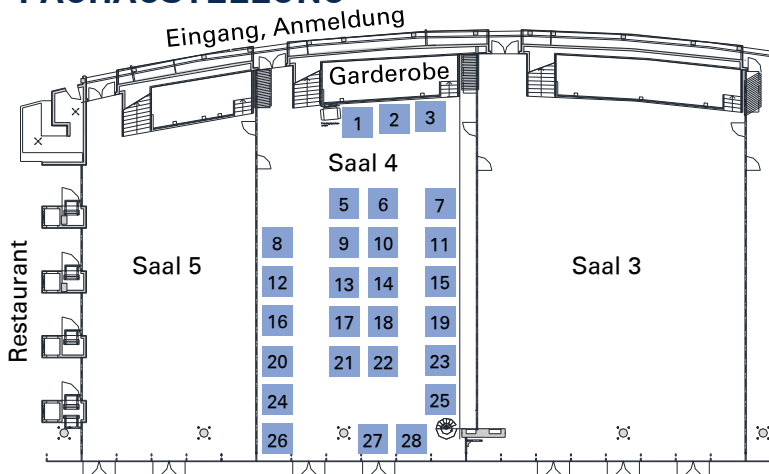 FACHAUSSTELLUNG
Eingang, Anmeldung
Garderobe
1 2 3
Saal 4
5 6 7
8 9 10 11
Saal 5
Saal 3
12 13 14 15
16 17 18 19
20 21 22 23
24 25
26 27 28
Restaurant